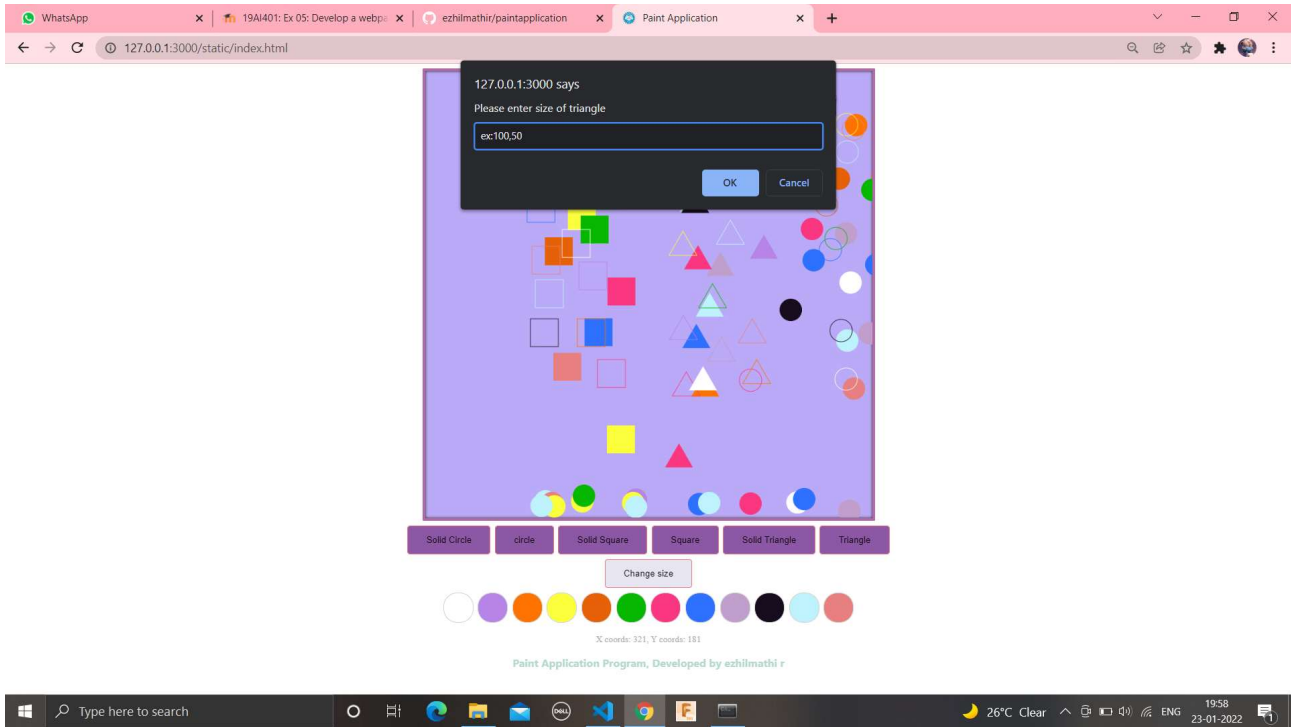 WhatsApp
19AI401: Ex 05: Develop a webpa
ezhilmathir/paintapplication
Paint Application
127.0.0.1:3000/static/index.html
127.0.0.1:3000 says
Please enter size of triangle
ex:100,50
OK Cancel
Solid Circle circle Solid Square Square Solid Triangle Triangle
Change size
X coords: 321, Y coords: 181
Paint Application Program, Developed by ezhilmathi r
Type here to search
DELL
26°C Clear
ENG
19:58
23-01-2022